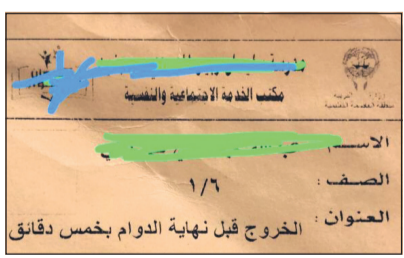 مكتب الخدمة الاجتماعية والنفسية
الاسم
الصف : ١/٦
العنوان : الخروج قبل نهاية الدوام بخمس دقائق